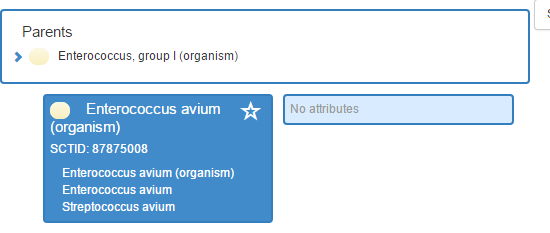 Parents
Enterococcus, group I (organism)
Enterococcus avium
(organism)
SCTID: 87875008
Enterococcus avium (organism)
Enterococcus avium
Streptococcus avium
No attributes